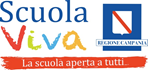 Scuola
Viva
REGIONE CAMPANIA
La scuola aperta a tutti.